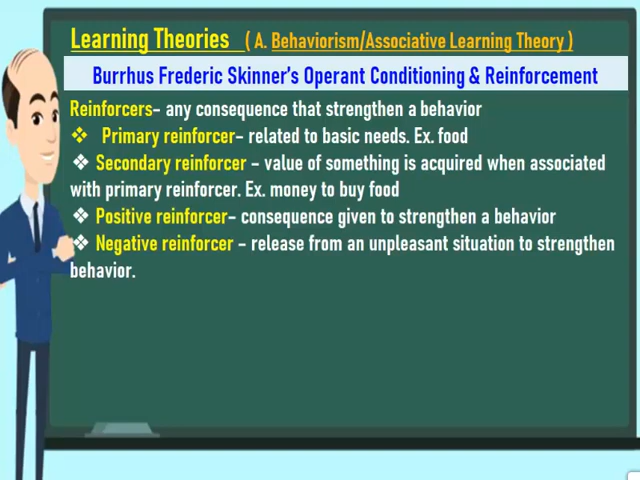 Learning Theories ( A. Behaviorism/Associative Learning Theory )
Burrhus Frederic Skinner's Operant Conditioning & Reinforcement
Reinforcers– any consequence that strengthen a behavior
❖ Primary reinforcer– related to basic needs. Ex. food
❖ Secondary reinforcer – value of something is acquired when associated
with primary reinforcer. Ex. money to buy food
❖ Positive reinforcer– consequence given to strengthen a behavior
❖ Negative reinforcer – release from an unpleasant situation to strengthen
behavior.